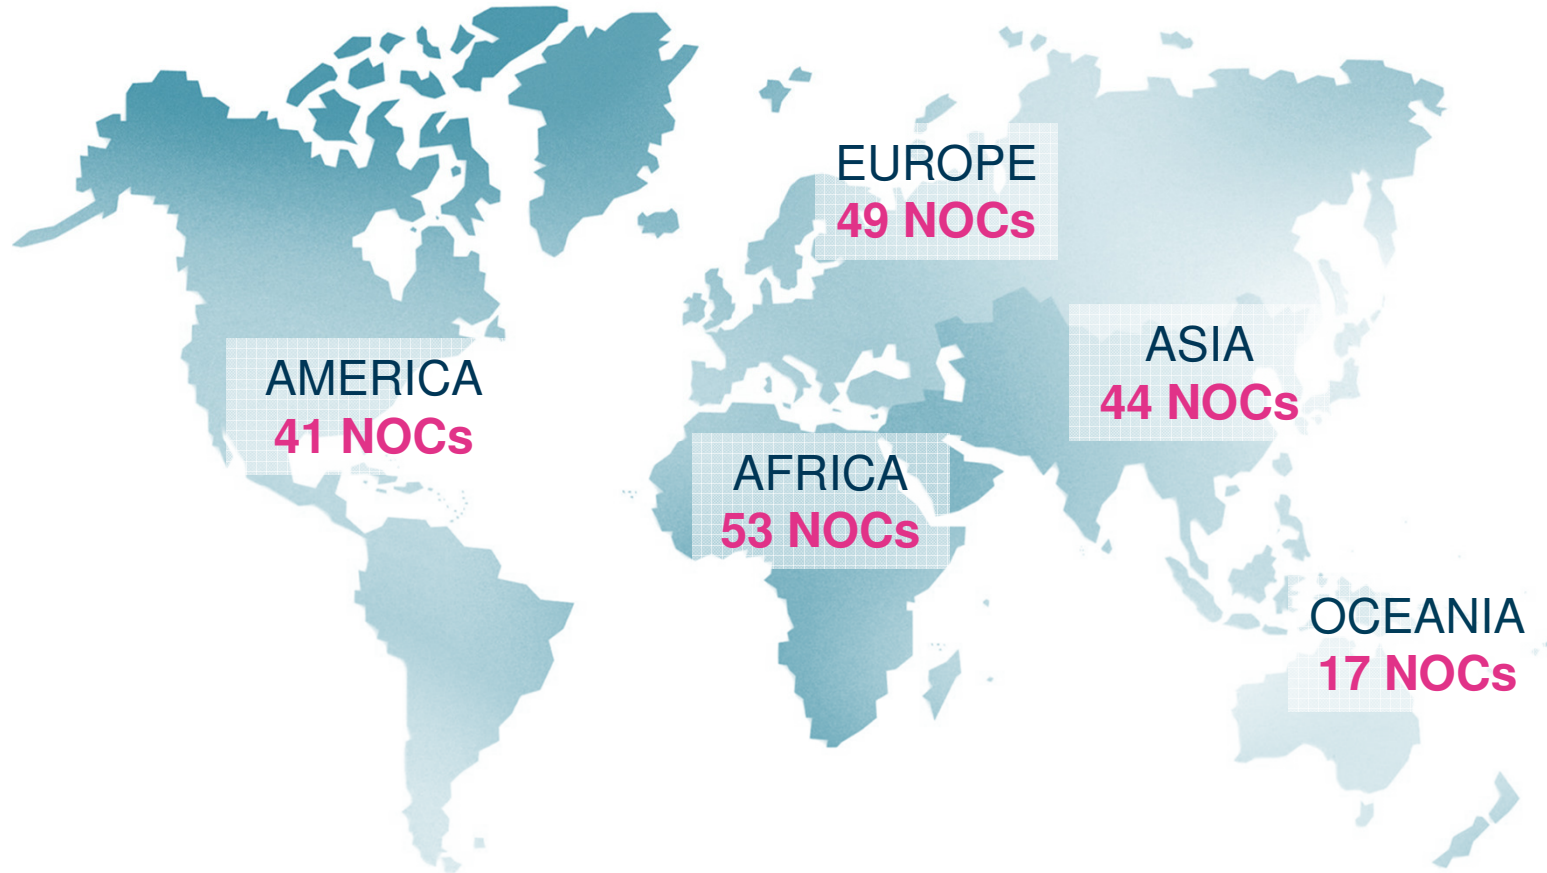 EUROPE
49 NOCs
ASIA
44 NOCs
AMERICA
41 NOCs
AFRICA
53 NOCs
OCEANIA
17 NOCs